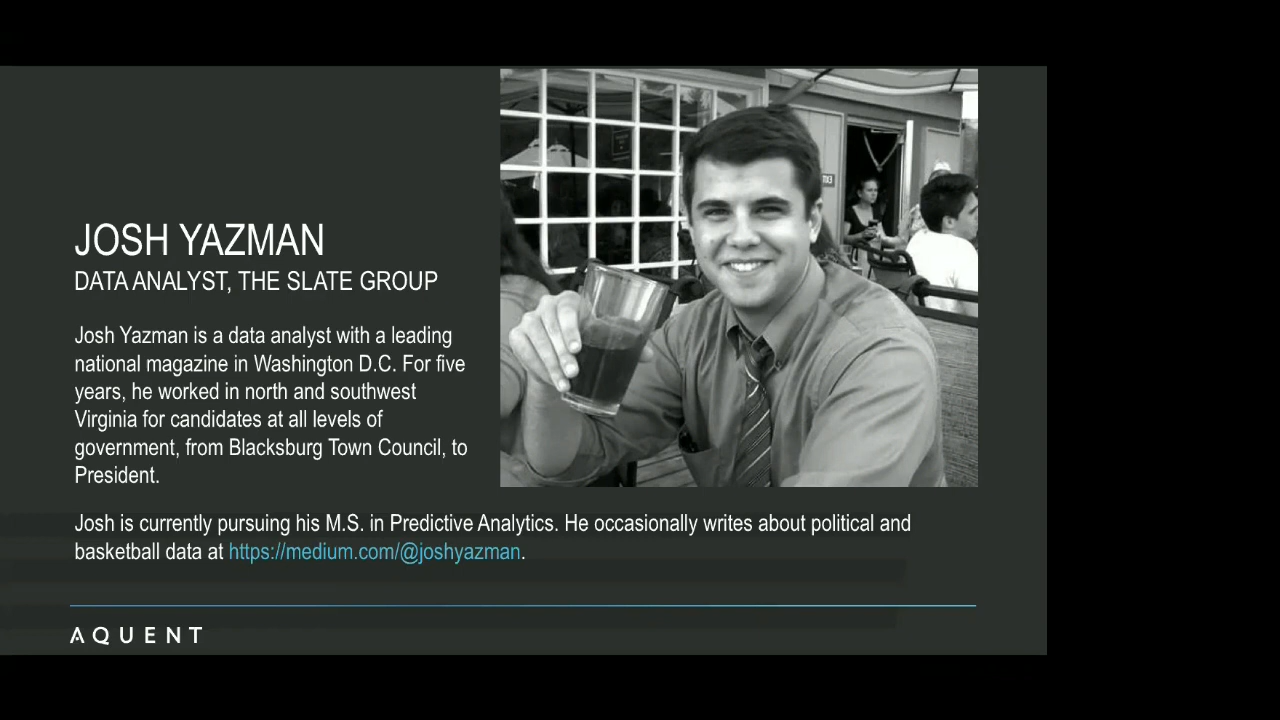 JOSH YAZMAN
DATA ANALYST, THE SLATE GROUP
Josh Yazman is a data analyst with a leading
national magazine in Washington D.C. For five
years, he worked in north and southwest
Virginia for candidates at all levels of
government, from Blacksburg Town Council, to
President.
Josh is currently pursuing his M.S. in Predictive Analytics. He occasionally writes about political and
basketball data at https://medium.com/@joshyazman.
AQUENT